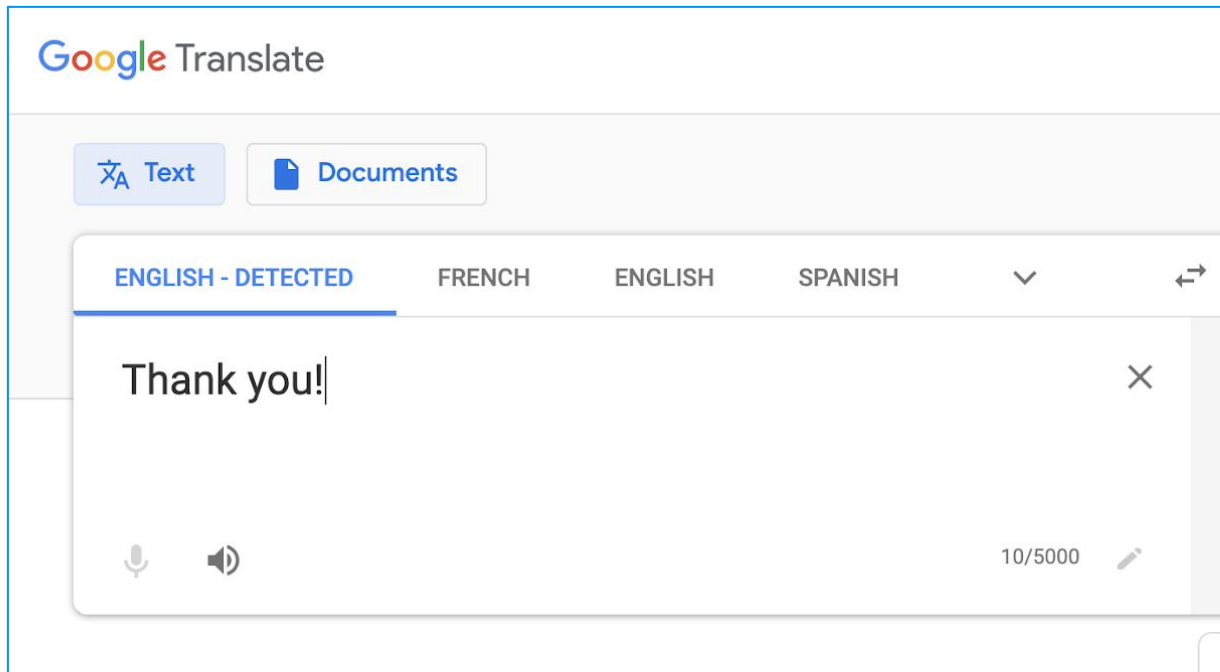 Google Translate
Text Documents
ENGLISH - DETECTED FRENCH ENGLISH SPANISH
Thank you!
10/5000